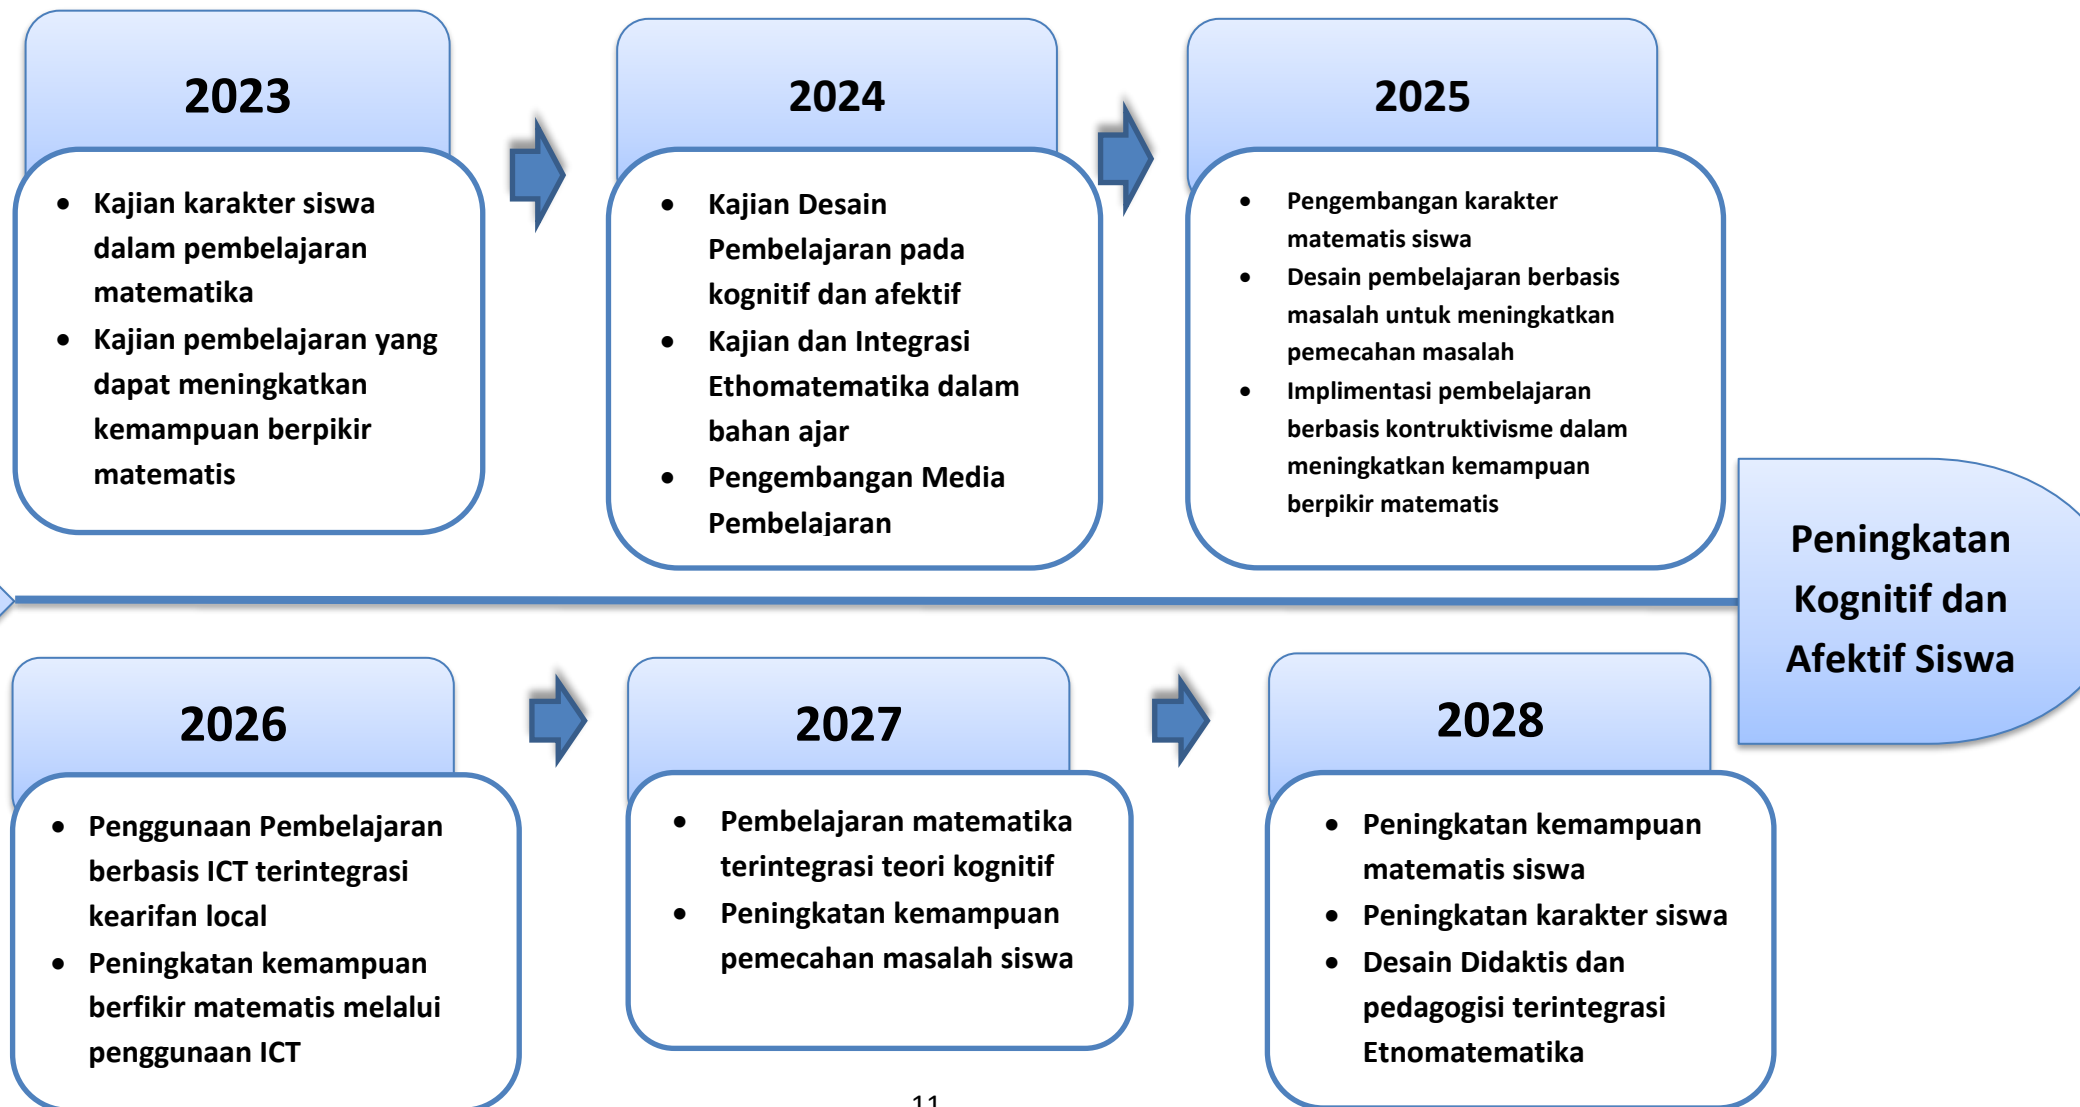 2023
Kajian karakter siswa
dalam pembelajaran
matematika
Kajian pembelajaran yang
dapat meningkatkan
kemampuan berpikir
matematis
2024
Kajian Desain
Pembelajaran pada
kognitif dan afektif
Kajian dan Integrasi
Ethomatematika dalam
bahan ajar
Pengembangan Media
Pembelajaran
2025
Pengembangan karakter
matematis siswa
Desain pembelajaran berbasis
masalah untuk meningkatkan
pemecahan masalah
Implimentasi pembelajaran
berbasis kontruktivisme dalam
meningkatkan kemampuan
berpikir matematis
Peningkatan
Kognitif dan
Afektif Siswa
2026
Penggunaan Pembelajaran
berbasis ICT terintegrasi
kearifan local
Peningkatan kemampuan
berfikir matematis melalui
penggunaan ICT
2027
Pembelajaran matematika
terintegrasi teori kognitif
Peningkatan kemampuan
pemecahan masalah siswa
2028
Peningkatan kemampuan
matematis siswa
Peningkatan karakter siswa
Desain Didaktis dan
pedagogisi terintegrasi
Etnomatematika
11